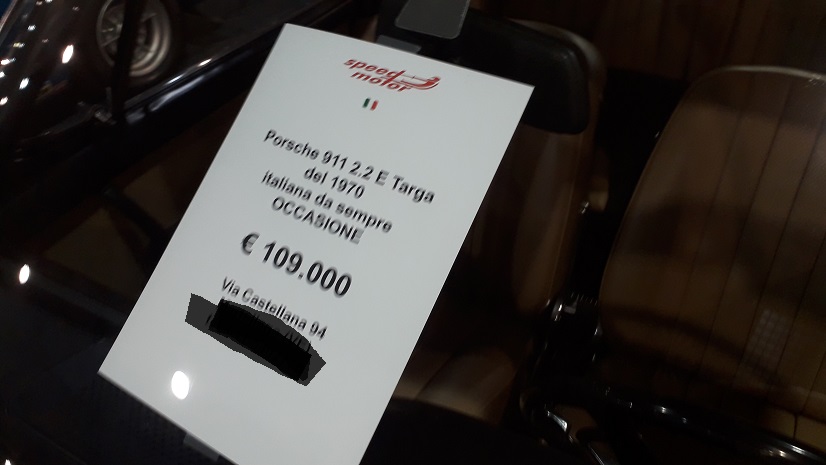 speed
motor
Porsche 911 2.2 E Targa
del 1970
italiana da sempre
OCCASIONE
€ 109.000
Via Castellana 94